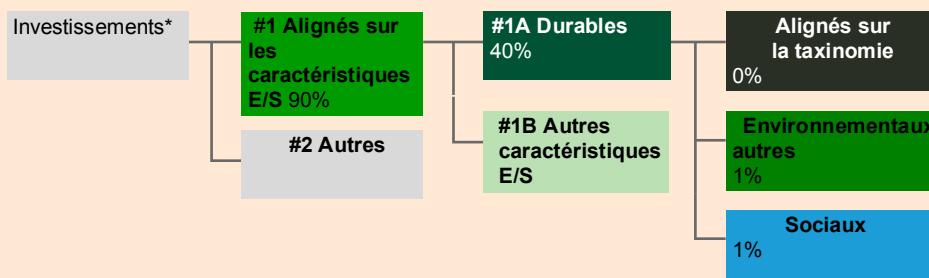 Investissements*
#1 Alignés sur
les
caractéristiques
E/S 90%
#2 Autres
#1A Durables
40%
#1B Autres
caractéristiques
E/S
Alignés sur
la taxinomie
0%
Environnementaux
autres
1%
Sociaux
1%